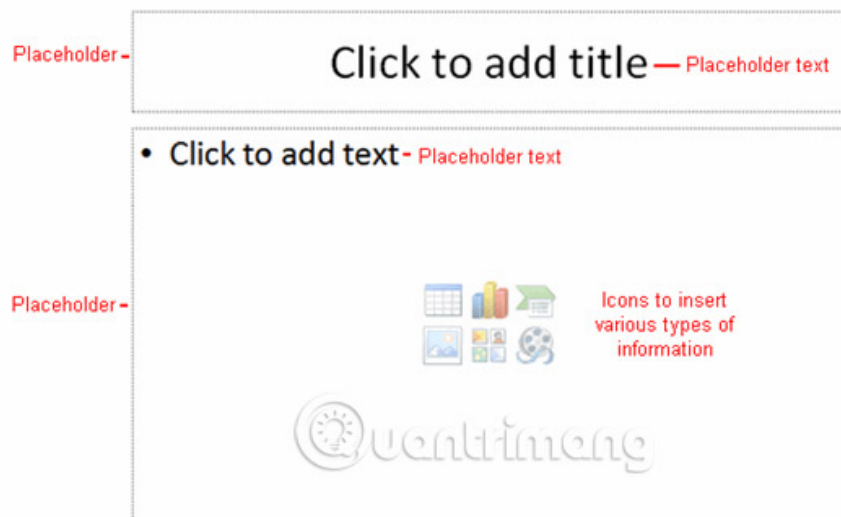 Placeholder
Click to add title
Placeholder text
• Click to add text
Placeholder text
Placeholder
Icons to insert
various types of
information
Quantrimang